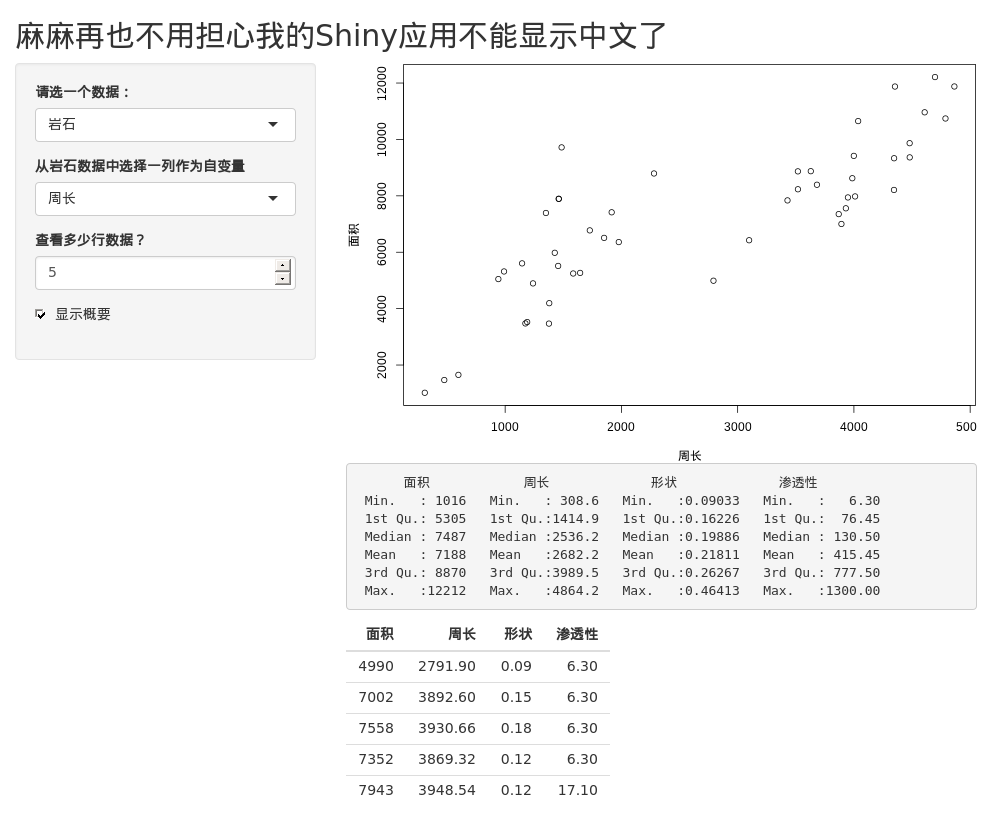 麻麻再也不用担心我的Shiny应用不能显示中文了
请选一个数据：
岩石
从岩石数据中选择一列作为自变量
周长
查看多少行数据？
5
显示概要
12000
10000
8000
6000
4000
2000
面积
1000 2000 3000 4000 500
周长
面积 周长 形状 渗透性
Min. : 1016 Min. : 308.6 Min. :0.09033 Min. : 6.30
1st Qu.: 5305 1st Qu.:1414.9 1st Qu.:0.16226 1st Qu.: 76.45
Median : 7487 Median :2536.2 Median :0.19886 Median : 130.50
Mean : 7188 Mean :2682.2 Mean :0.21811 Mean : 415.45
3rd Qu.: 8870 3rd Qu.:3989.5 3rd Qu.:0.26267 3rd Qu.: 777.50
Max. :12212 Max. :4864.2 Max. :0.46413 Max. :1300.00
面积 周长 形状 渗透性
4990 2791.90 0.09 6.30
7002 3892.60 0.15 6.30
7558 3930.66 0.18 6.30
7352 3869.32 0.12 6.30
7943 3948.54 0.12 17.10